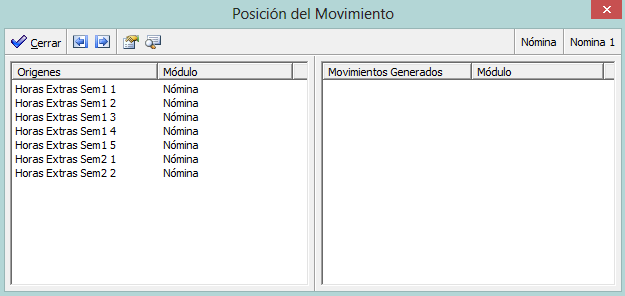 Posición del Movimiento
Cerrar
Nómina
Nomina 1
Origenes Módulo
Horas Extras Sem1 1 Nómina
Horas Extras Sem1 2 Nómina
Horas Extras Sem1 3 Nómina
Horas Extras Sem1 4 Nómina
Horas Extras Sem1 5 Nómina
Horas Extras Sem2 1 Nómina
Horas Extras Sem2 2 Nómina
Movimientos Generados Módulo